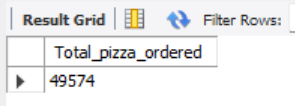 Result Grid Filter Rows:
Total_pizza_ordered
49574